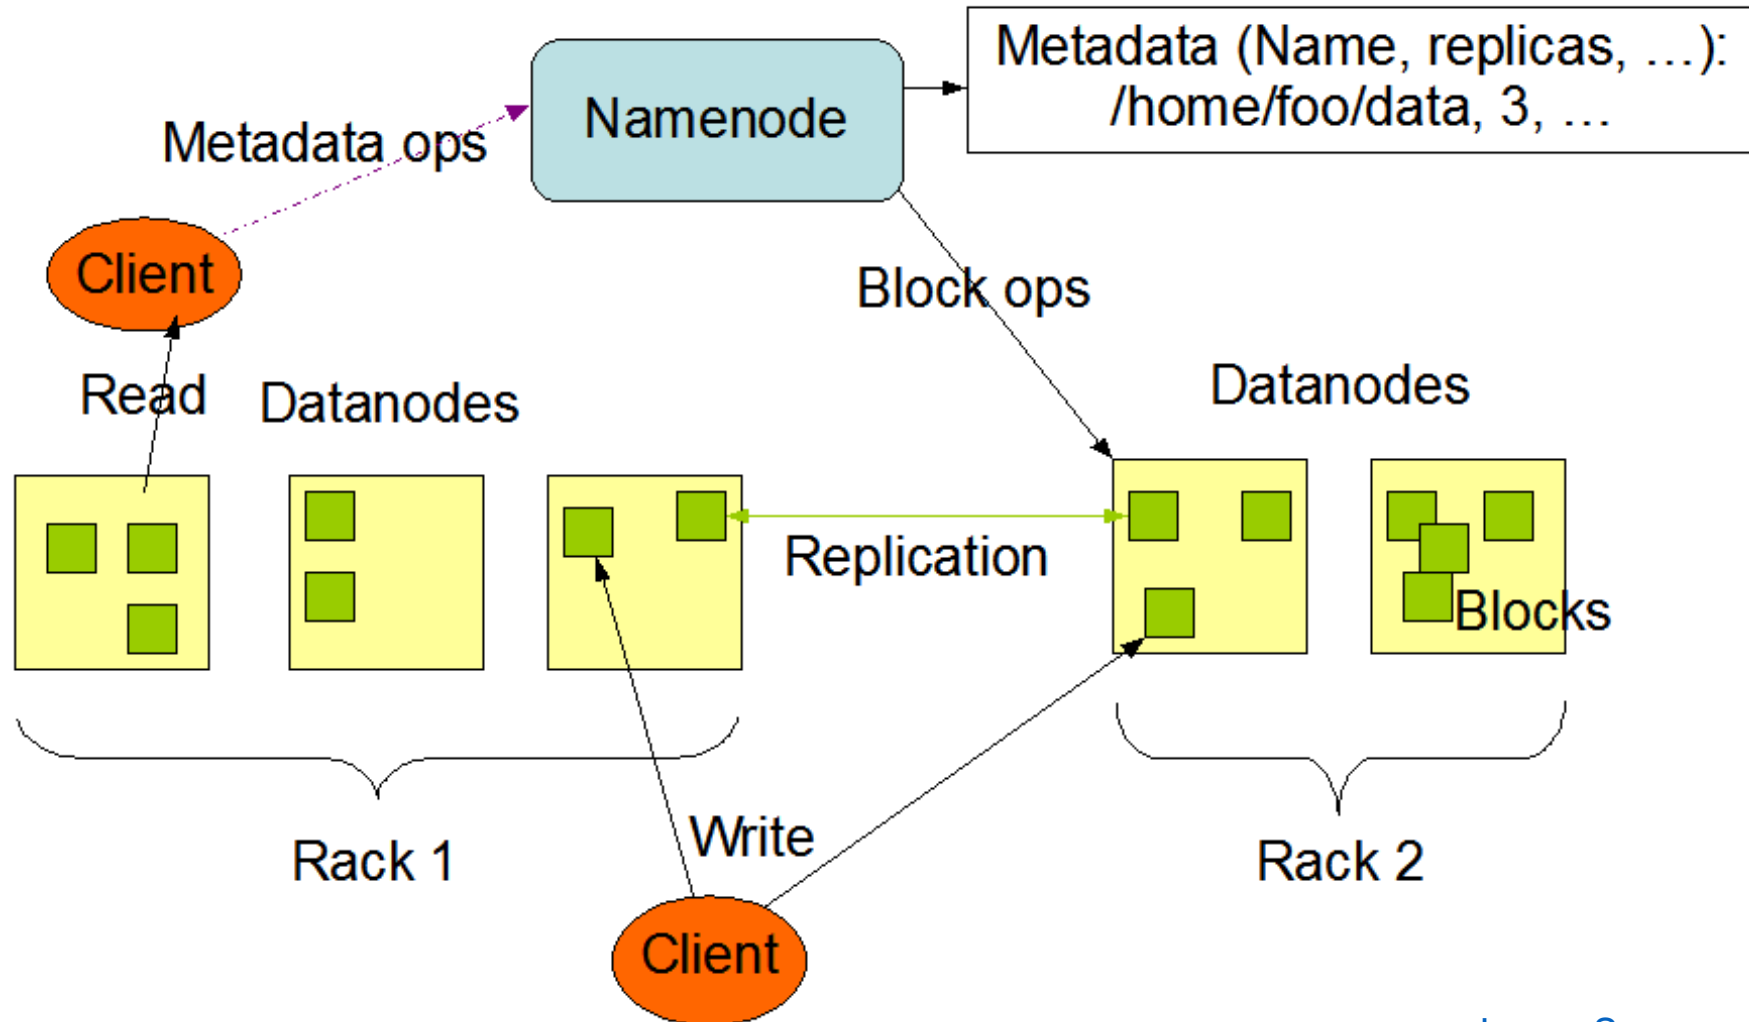 Metadata (Name, replicas, …):
/home/foo/data, 3, …
Namenode
Metadata ops
Client
Block ops
Read
Datanodes
Datanodes
Replication
Blocks
Rack 1
Write
Rack 2
Client